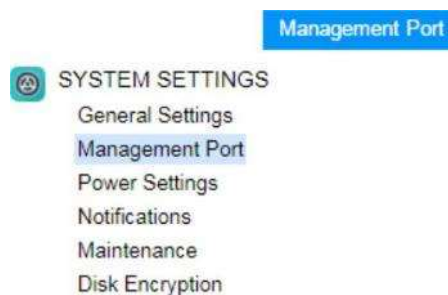 Management Port
SYSTEM SETTINGS
General Settings
Management Port
Power Settings
Notifications
Maintenance
Disk Encryption